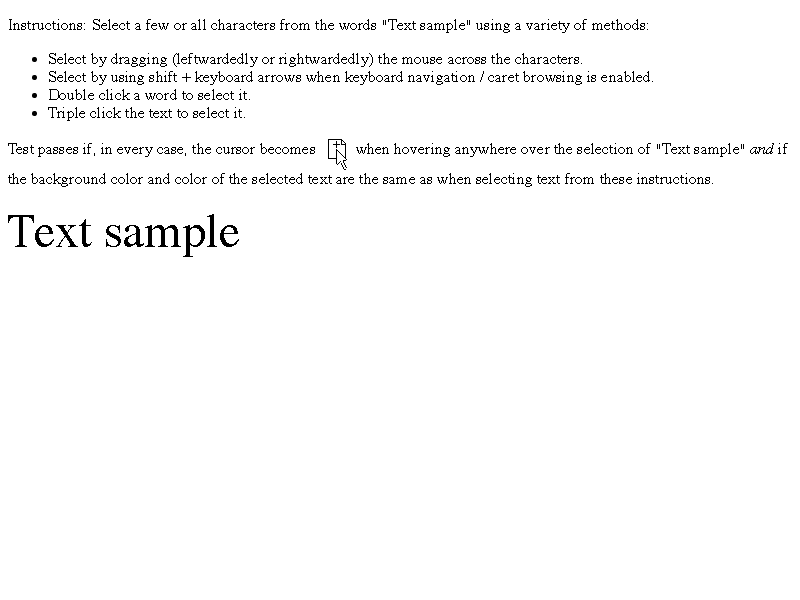 Instructions: Select a few or all characters from the words "Text sample" using a variety of methods:
• Select by dragging (leftwardedly or rightwardedly) the mouse across the characters.
• Select by using shift + keyboard arrows when keyboard navigation / caret browsing is enabled.
• Double click a word to select it.
• Triple click the text to select it.
Test passes if, in every case, the cursor becomes when hovering anywhere over the selection of "Text sample" and if
the background color and color of the selected text are the same as when selecting text from these instructions.
Text sample